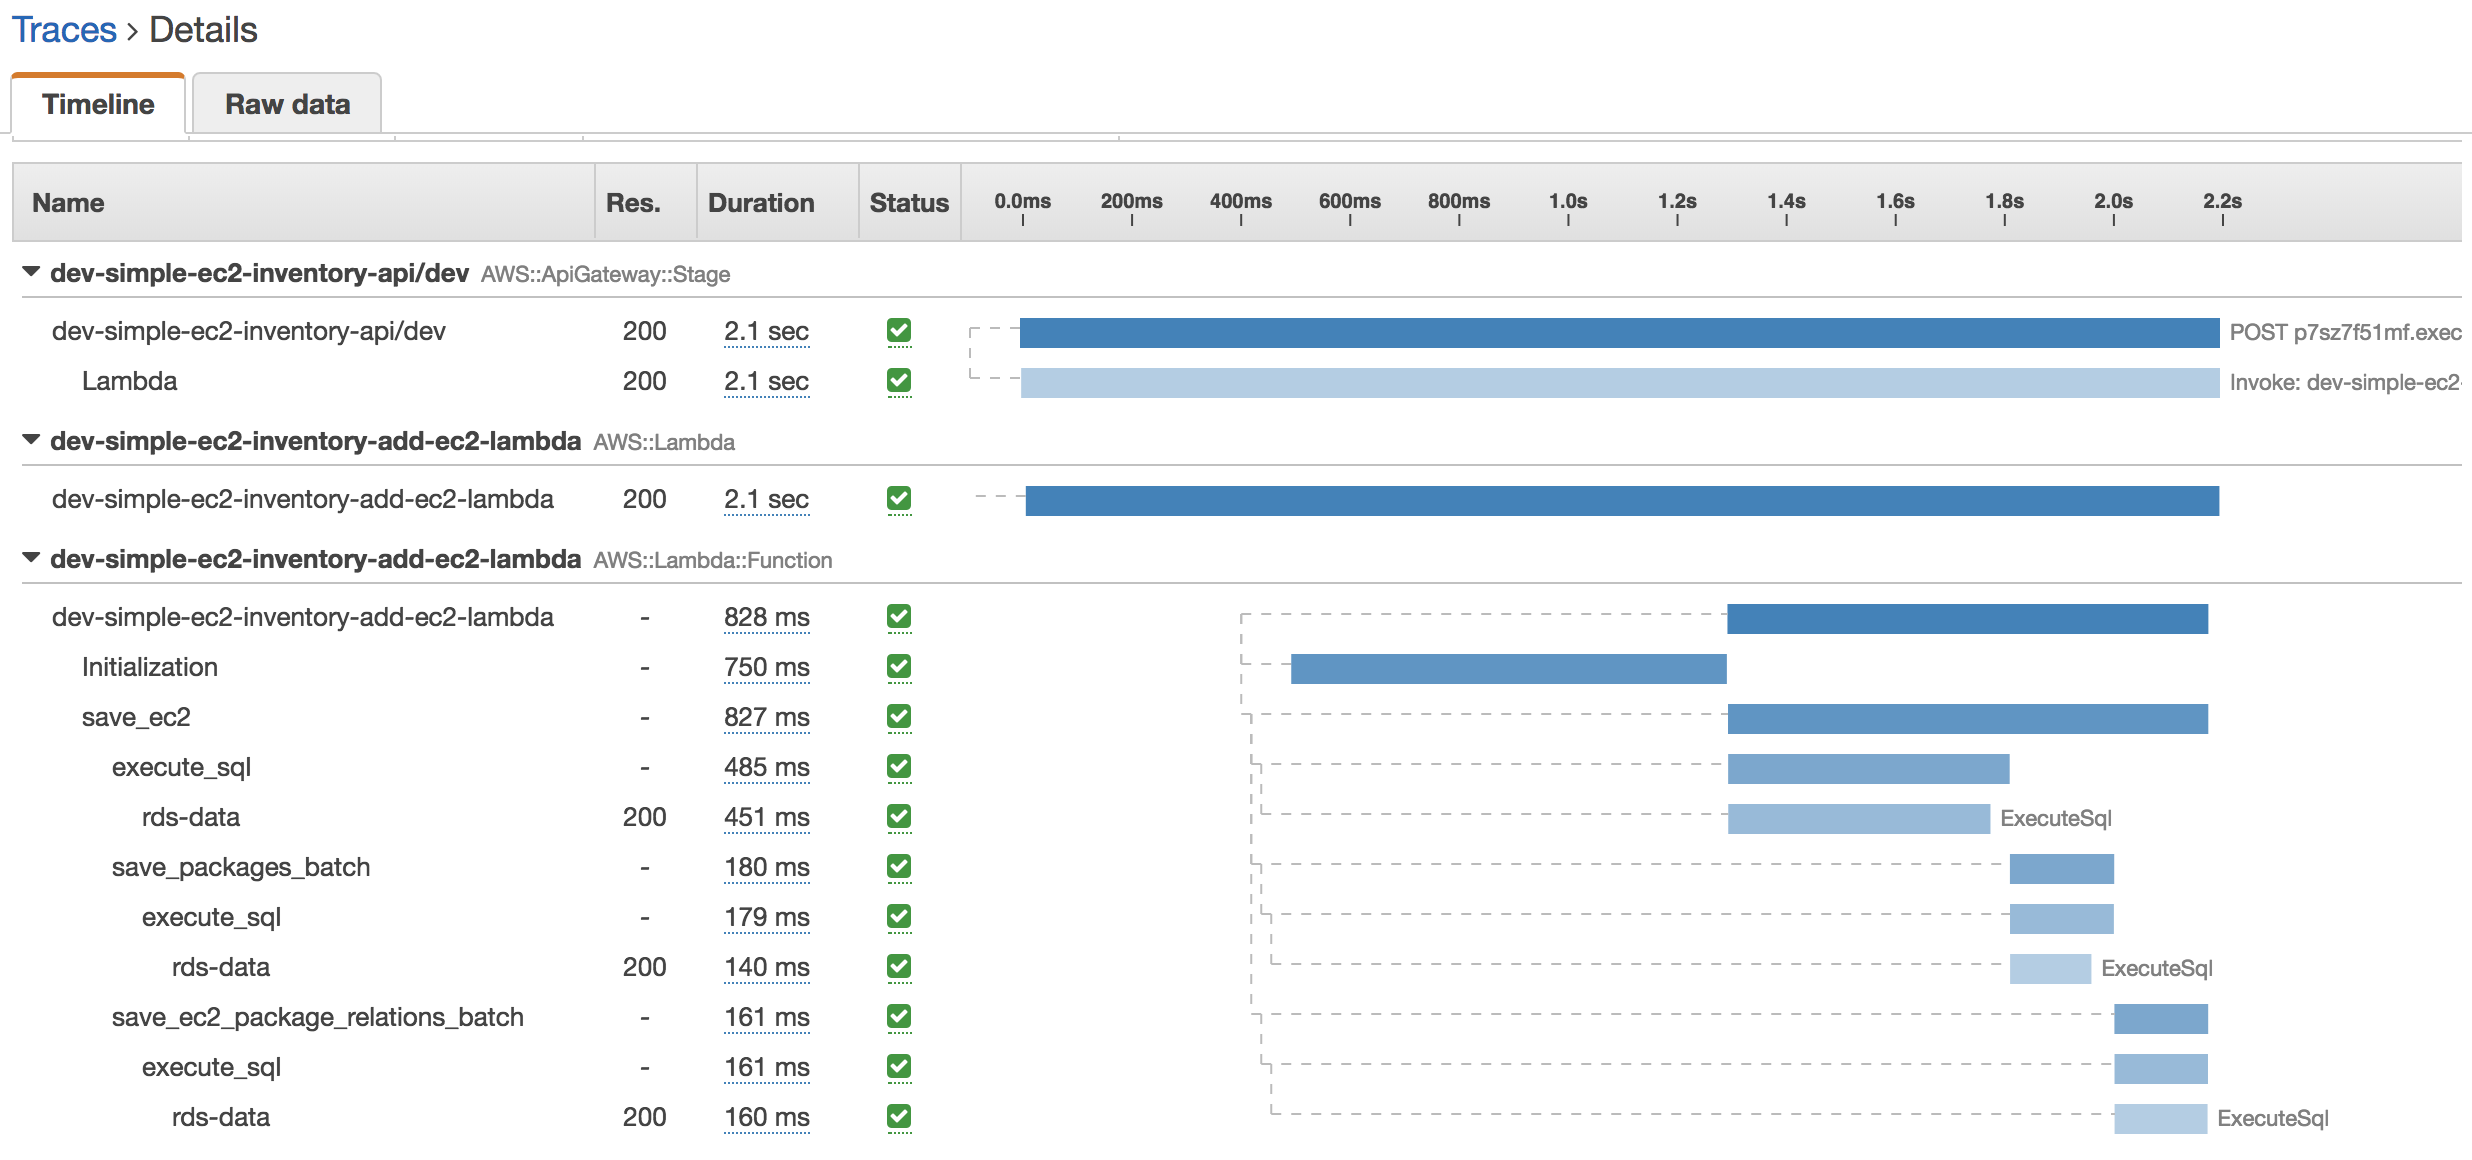 Traces > Details
Timeline Raw data
Name Res. Duration Status 0.0ms 200ms 400ms 600ms 800ms 1.0s 1.2s 1.4s 1.6s 1.8s 2.0s 2.2s
dev-simple-ec2-inventory-api/dev AWS::ApiGateway::Stage
dev-simple-ec2-inventory-api/dev 200 2.1 sec POST p7sz7f51mf.exec
Lambda 200 2.1 sec Invoke: dev-simple-ec2-
dev-simple-ec2-inventory-add-ec2-lambda AWS::Lambda
dev-simple-ec2-inventory-add-ec2-lambda 200 2.1 sec
dev-simple-ec2-inventory-add-ec2-lambda AWS::Lambda::Function
dev-simple-ec2-inventory-add-ec2-lambda - 828 ms
Initialization - 750 ms
save_ec2 - 827 ms
execute_sql - 485 ms
rds-data 200 451 ms ExecuteSql
save_packages_batch - 180 ms
execute_sql - 179 ms
rds-data 200 140 ms ExecuteSql
save_ec2_package_relations_batch - 161 ms
execute_sql - 161 ms
rds-data 200 160 ms ExecuteSql